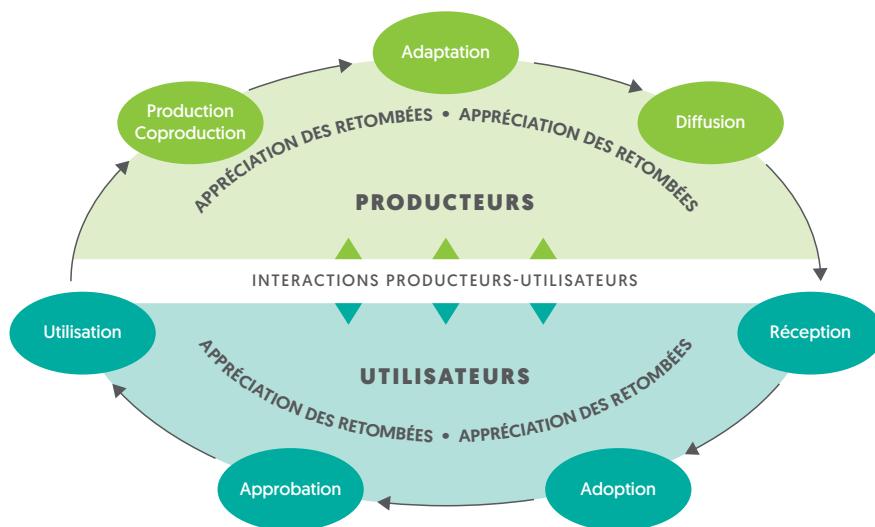 Adaptation
Production
Coproduction
Diffusion
APPRÉCIATION DES RETOMBÉES • APPRÉCIATION DES RETOMBÉES
PRODUCTEURS
INTERACTIONS PRODUCTEURS-UTILISATEURS
Utilisation
Réception
UTILISATEURS
APPRÉCIATION DES RETOMBÉES • APPRÉCIATION DES RETOMBÉES
Approbation
Adoption